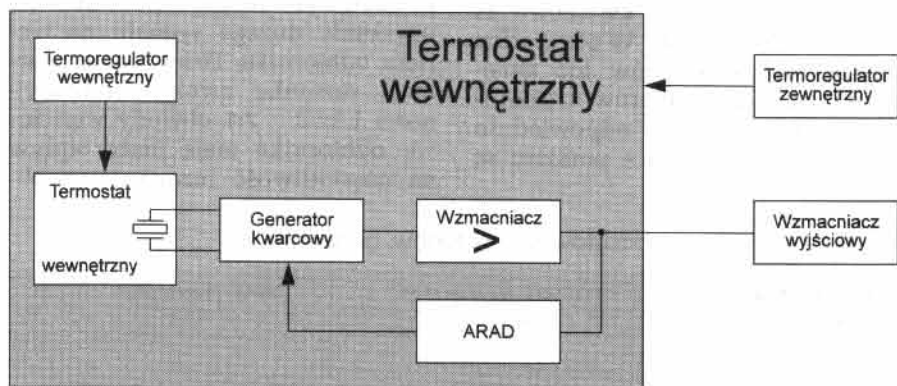 Termostat
wewnętrzny
Termoregulator
wewnętrzny
Termoregulator
zewnętrzny
Termostat
wewnętrzny
Generator
kwarcowy
Wzmacniacz
>
Wzmacniacz
wyjściowy
ARAD